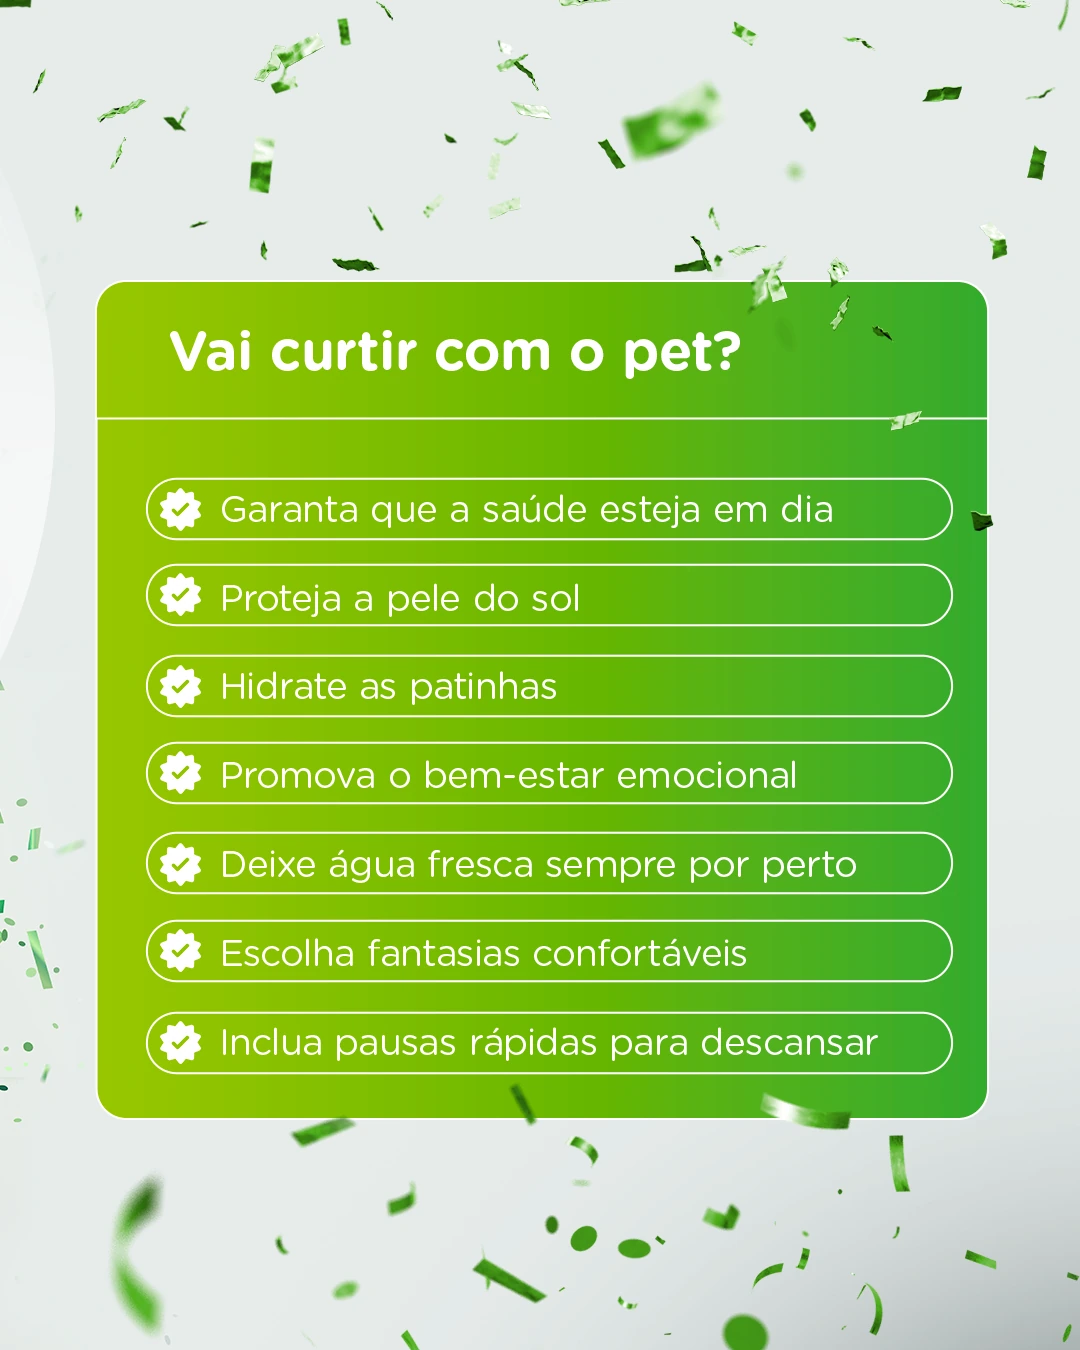 Vai curtir com o pet?
Garanta que a saúde esteja em dia
Proteja a pele do sol
Hidrate as patinhas
Promova o bem-estar emocional
Deixe água fresca sempre por perto
Escolha fantasias confortáveis
Inclua pausas rápidas para descansar